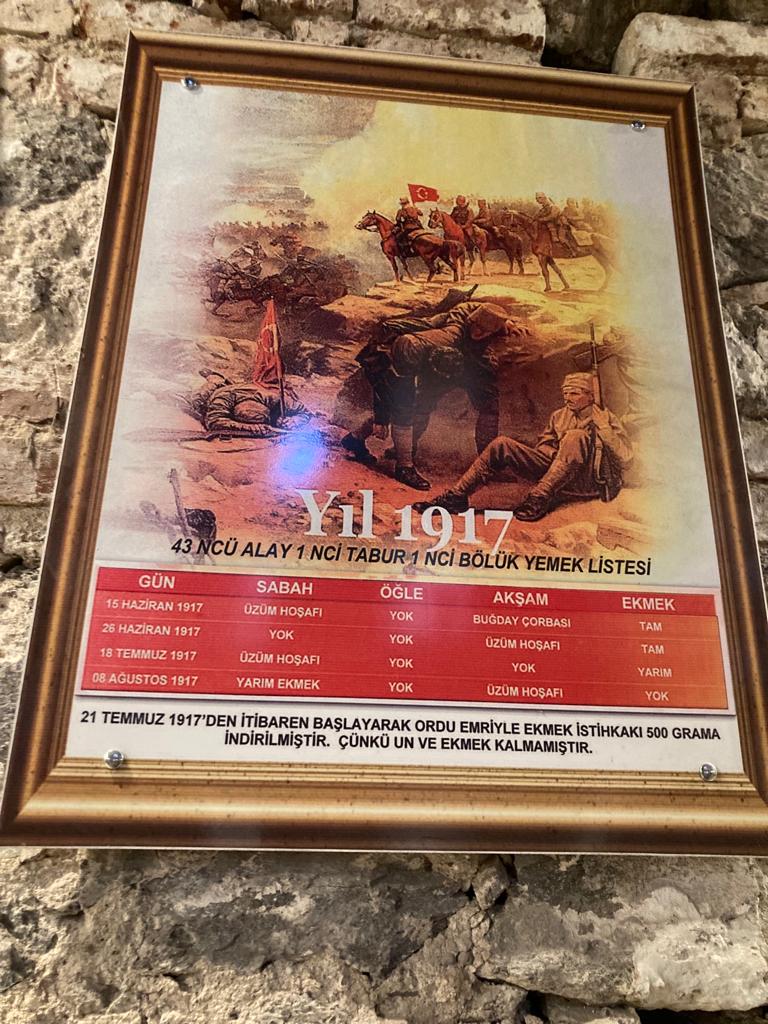 Yıl 1917
43 NCÜ ALAY 1 NCİ TABUR 1 NCİ BÖLÜK YEMEK LİSTESİ
GÜN SABAH ÖĞLE AKŞAM EKMEK
15 HAZİRAN 1917 ÜZÜM HOŞAFI YOK BUĞDAY ÇORBASI TAM
26 HAZİRAN 1917 YOK YOK ÜZÜM HOŞAFI TAM
18 TEMMUZ 1917 ÜZÜM HOŞAFI YOK YOK YARIM
08 AĞUSTOS 1917 YARIM EKMEK YOK ÜZÜM HOŞAFI YOK
21 TEMMUZ 1917'DEN İTİBAREN BAŞLAYARAK ORDU EMRİYLE EKMEK İSTİHKAKI 500 GRAMA
İNDİRİLMİŞTİR. ÇÜNKÜ UN VE EKMEK KALMAMIŞTIR.